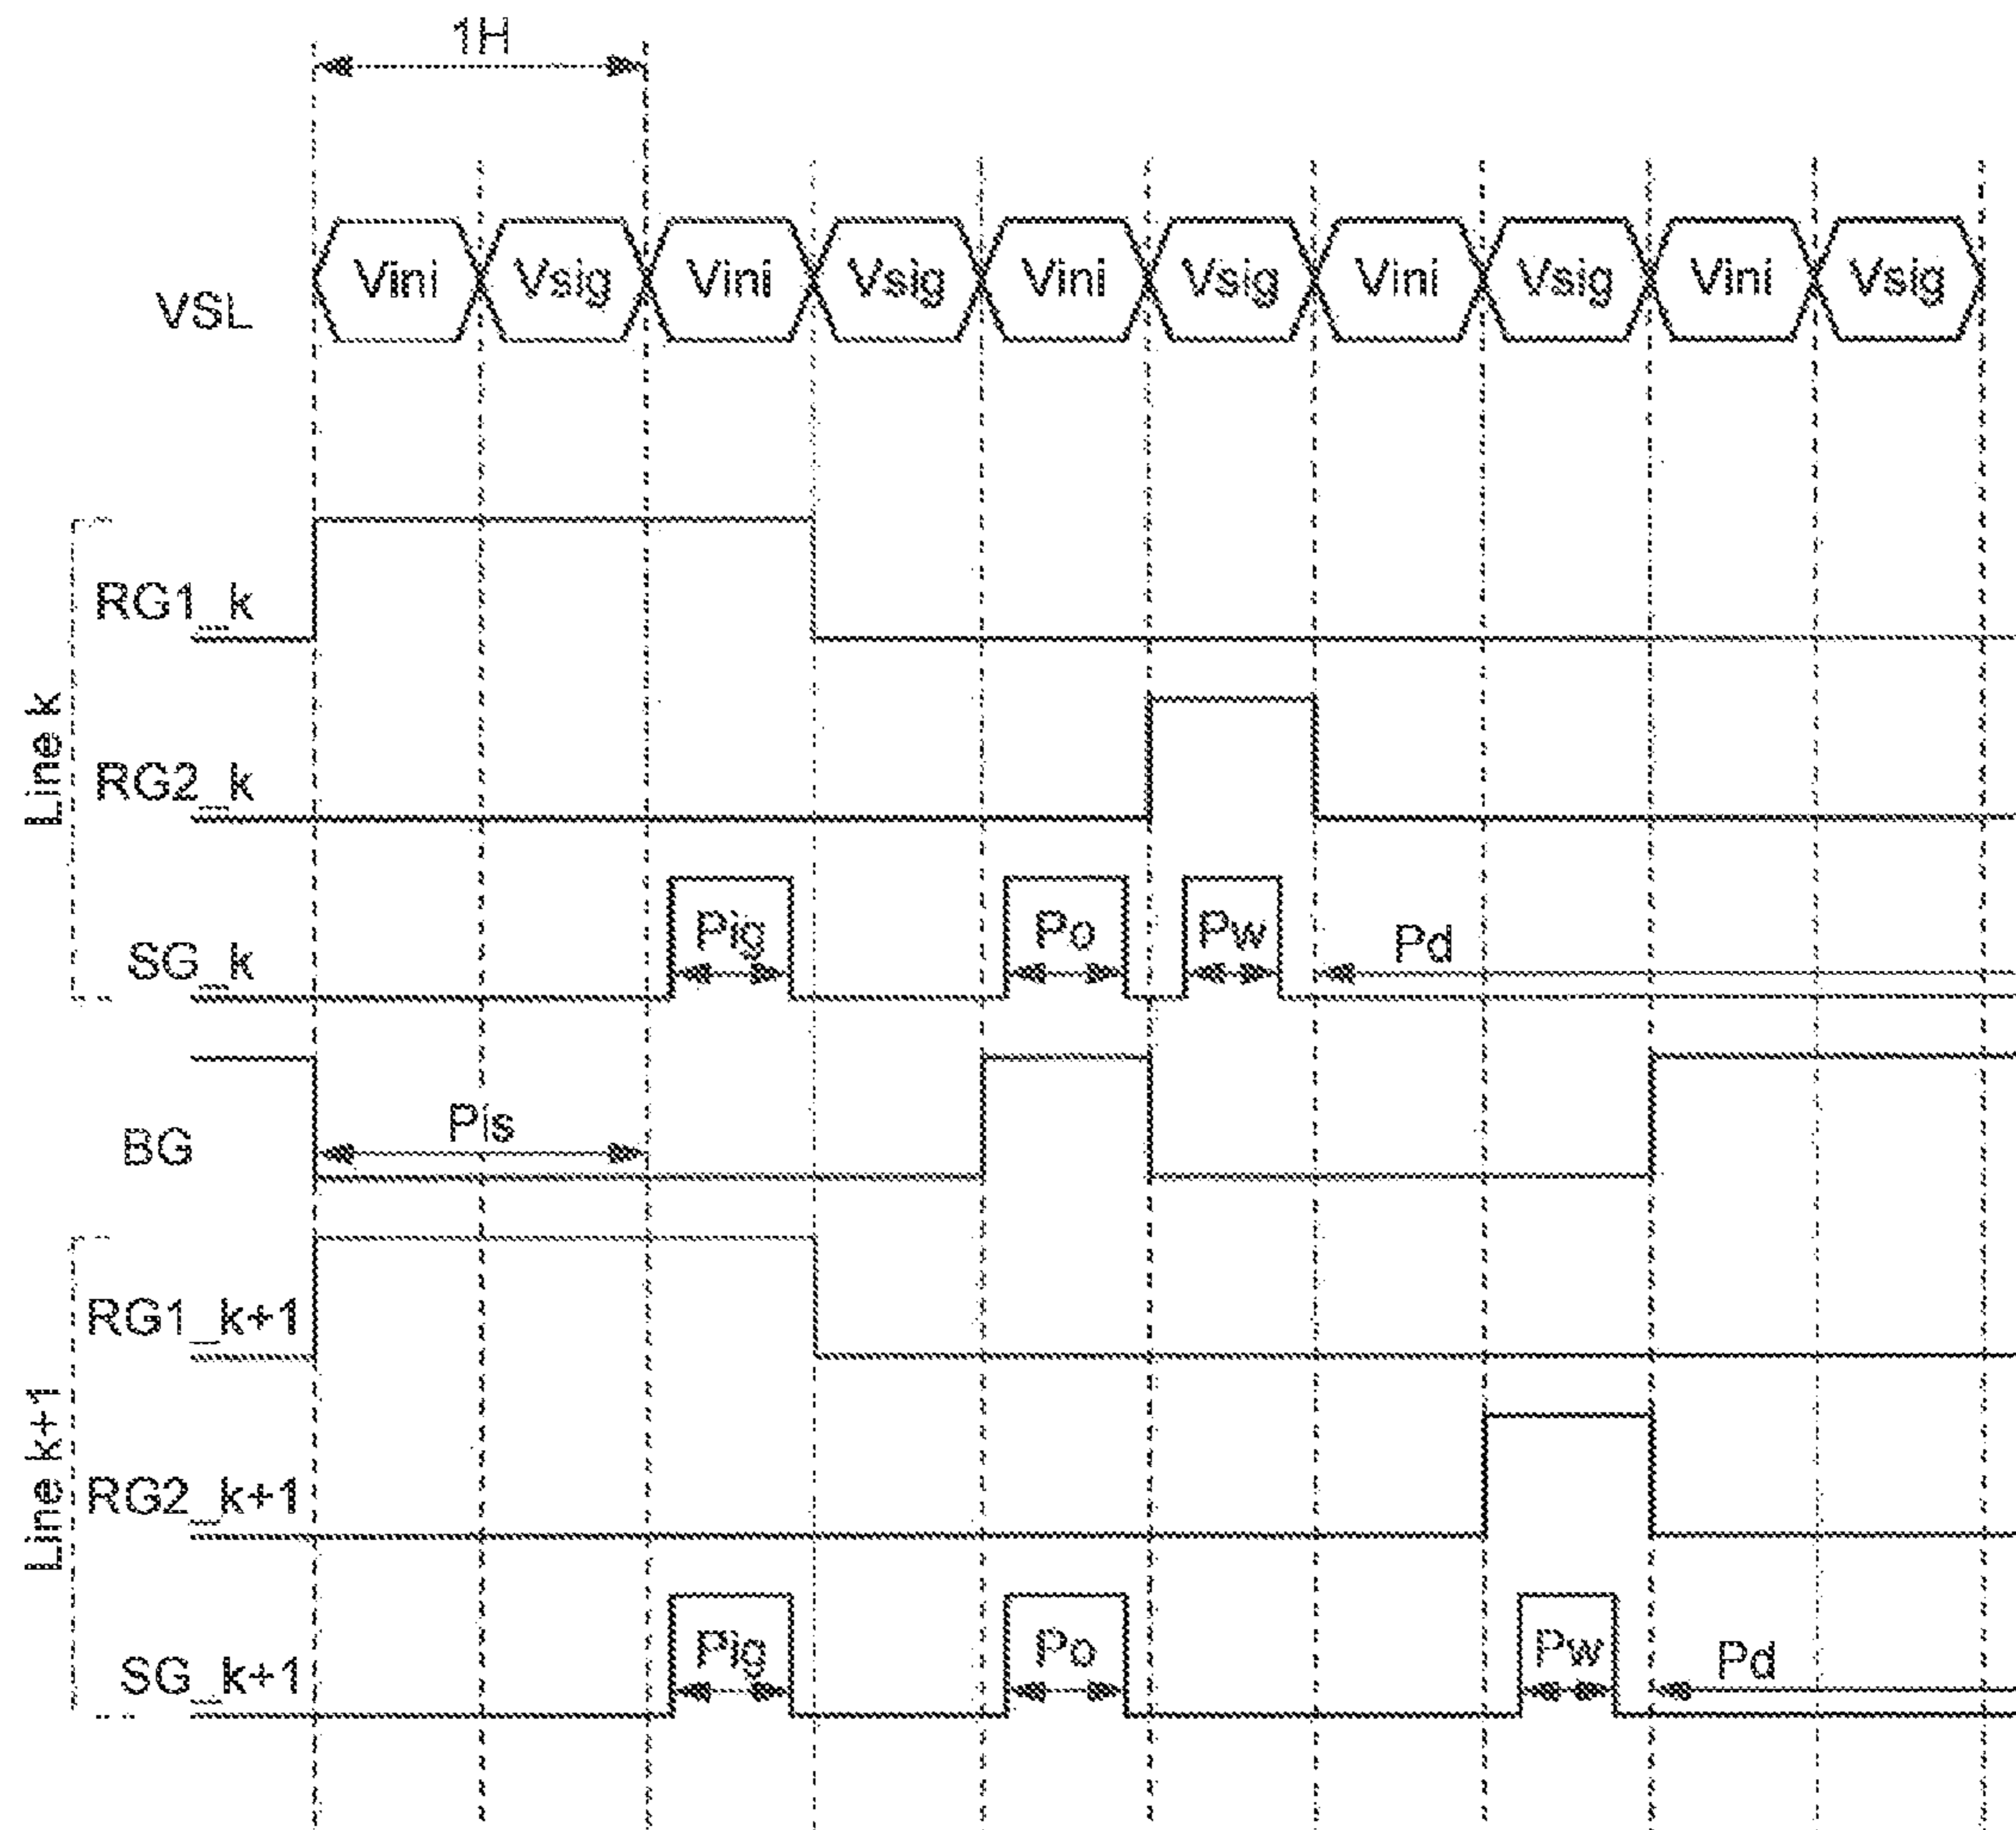 1H
VSL Vini Vsig Vini Vsig Vini Vsig Vini Vsig Vini Vsig
Line k
RG1_k
RG2_k
SG_k Pig Po Pw Pd
BG Pis
Line k+1
RG1_k+1
RG2_k+1
SG_k+1 Pig Po Pw Pd